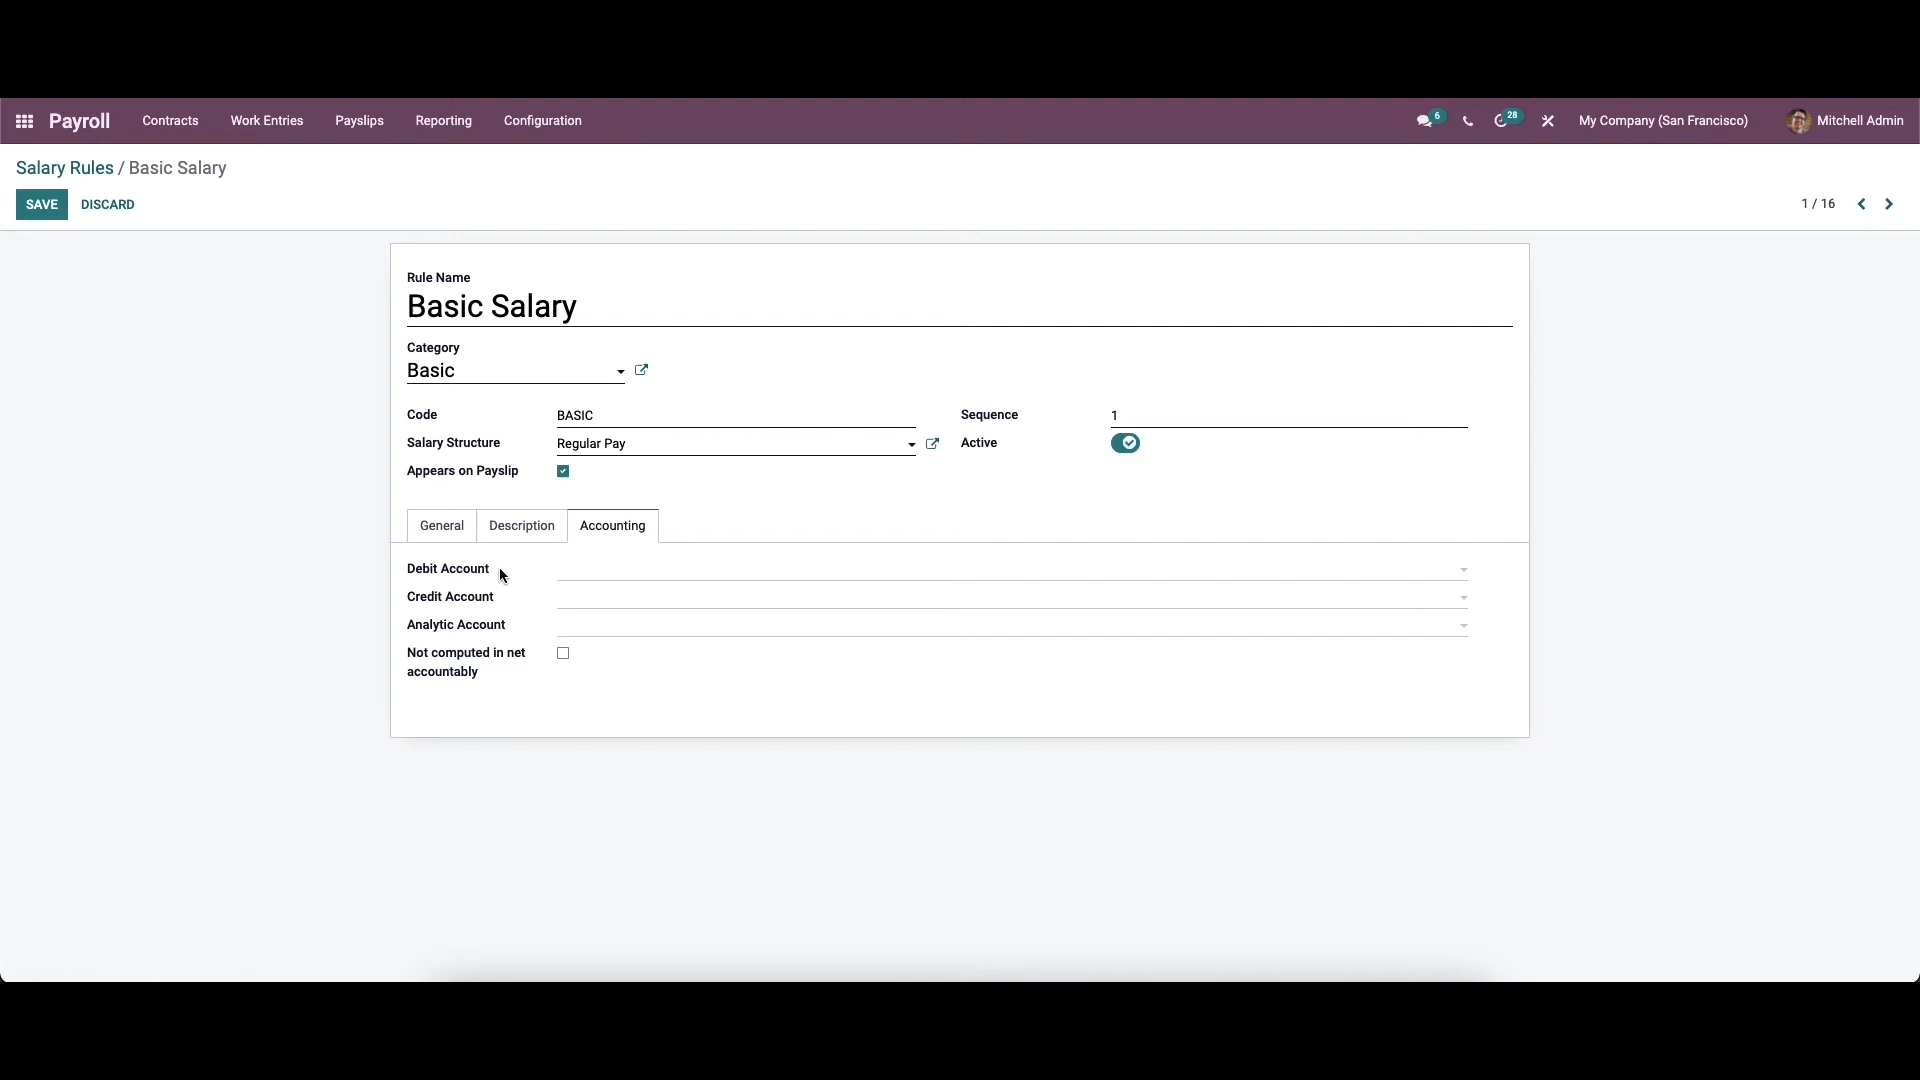 Payroll Contracts Work Entries Payslips Reporting Configuration 6 28 My Company (San Francisco) Mitchell Admin
Salary Rules / Basic Salary
SAVE DISCARD 1 / 16
Rule Name
Basic Salary
Category
Basic
Code BASIC Sequence 1
Salary Structure Regular Pay Active
Appears on Payslip
General Description Accounting
Debit Account
Credit Account
Analytic Account
Not computed in net
accountably